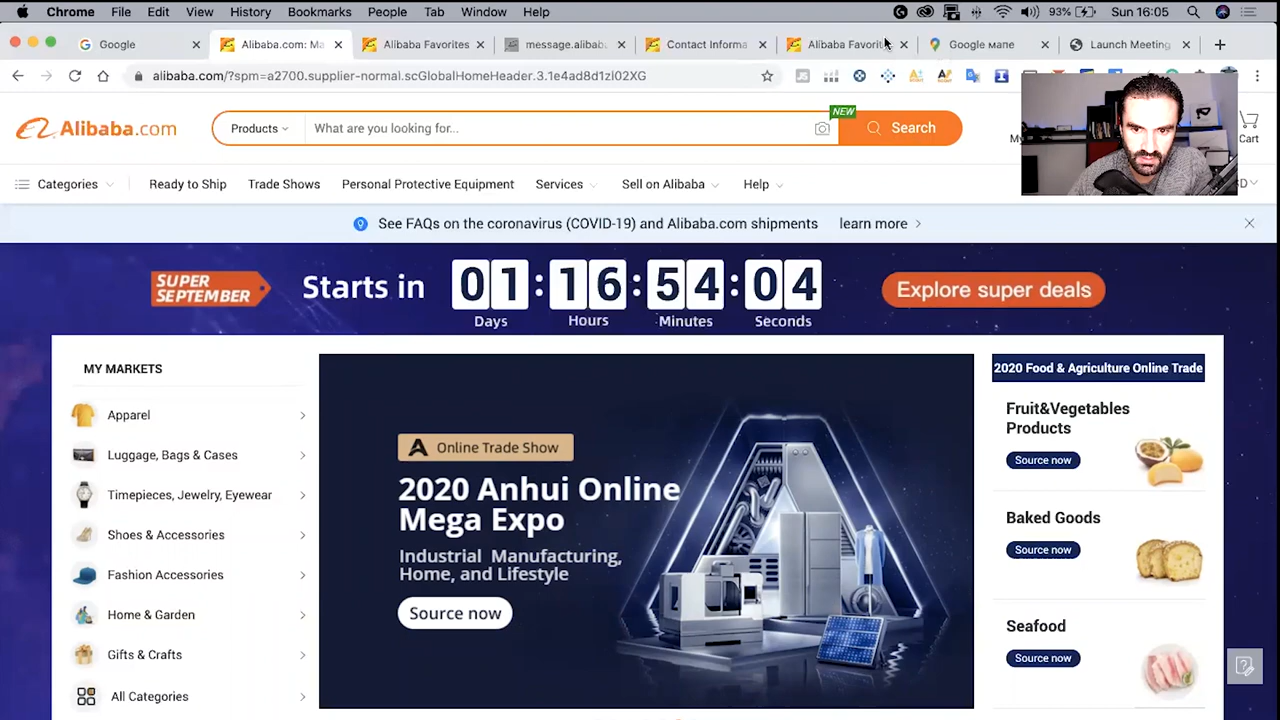 Chrome File Edit View History Bookmarks People Tab Window Help 93% Sun 16:05
Google Alibaba.com: Ma Alibaba Favorites message.alibab Contact Informa Alibaba Favorit Google мапе Launch Meeting
alibaba.com/?spm=a2700.supplier-normal.scGlobalHomeHeader.3.1e4ad8d1zl02XG
Alibaba.com Products What are you looking for... NEW Search My Cart
Categories Ready to Ship Trade Shows Personal Protective Equipment Services Sell on Alibaba Help
See FAQs on the coronavirus (COVID-19) and Alibaba.com shipments learn more
SUPER
SEPTEMBER
Starts in 01 : 16 : 54 : 04
Days Hours Minutes Seconds
Explore super deals
MY MARKETS
Apparel
Luggage, Bags & Cases
Timepieces, Jewelry, Eyewear
Shoes & Accessories
Fashion Accessories
Home & Garden
Gifts & Crafts
All Categories
Online Trade Show
2020 Anhui Online
Mega Expo
Industrial Manufacturing,
Home, and Lifestyle
Source now
2020 Food & Agriculture Online Trade
Fruit&Vegetables
Products
Source now
Baked Goods
Source now
Seafood
Source now